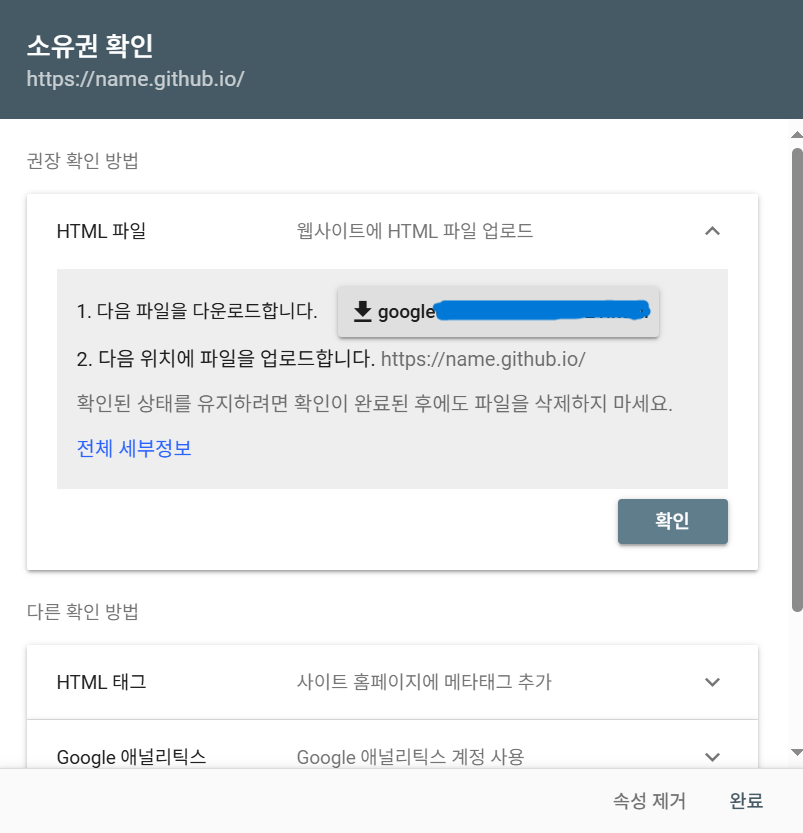 소유권 확인
https://name.github.io/
권장 확인 방법
HTML 파일 웹사이트에 HTML 파일 업로드
1. 다음 파일을 다운로드합니다. google
2. 다음 위치에 파일을 업로드합니다. https://name.github.io/
확인된 상태를 유지하려면 확인이 완료된 후에도 파일을 삭제하지 마세요.
전체 세부정보
확인
다른 확인 방법
HTML 태그 사이트 홈페이지에 메타태그 추가
Google 애널리틱스 Google 애널리틱스 계정 사용
속성 제거 완료